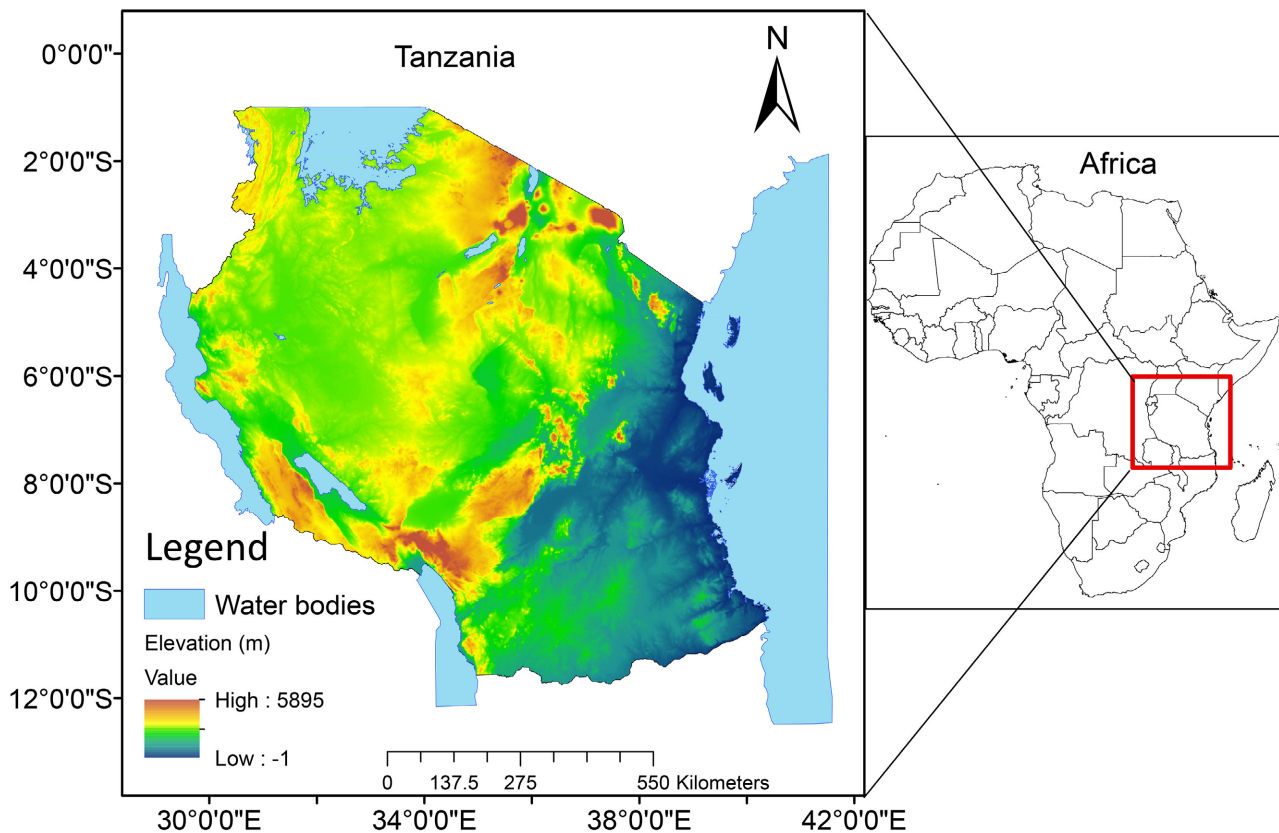 Tanzania
N
Africa
0°0'0"
2°0'0"S
4°0'0"S
6°0'0"S
8°0'0"S
10°0'0"S
12°0'0"S
Legend
Water bodies
Elevation (m)
Value
High : 5895
Low : -1
0 137.5 275 550 Kilometers
30°0'0"E 34°0'0"E 38°0'0"E 42°0'0"E